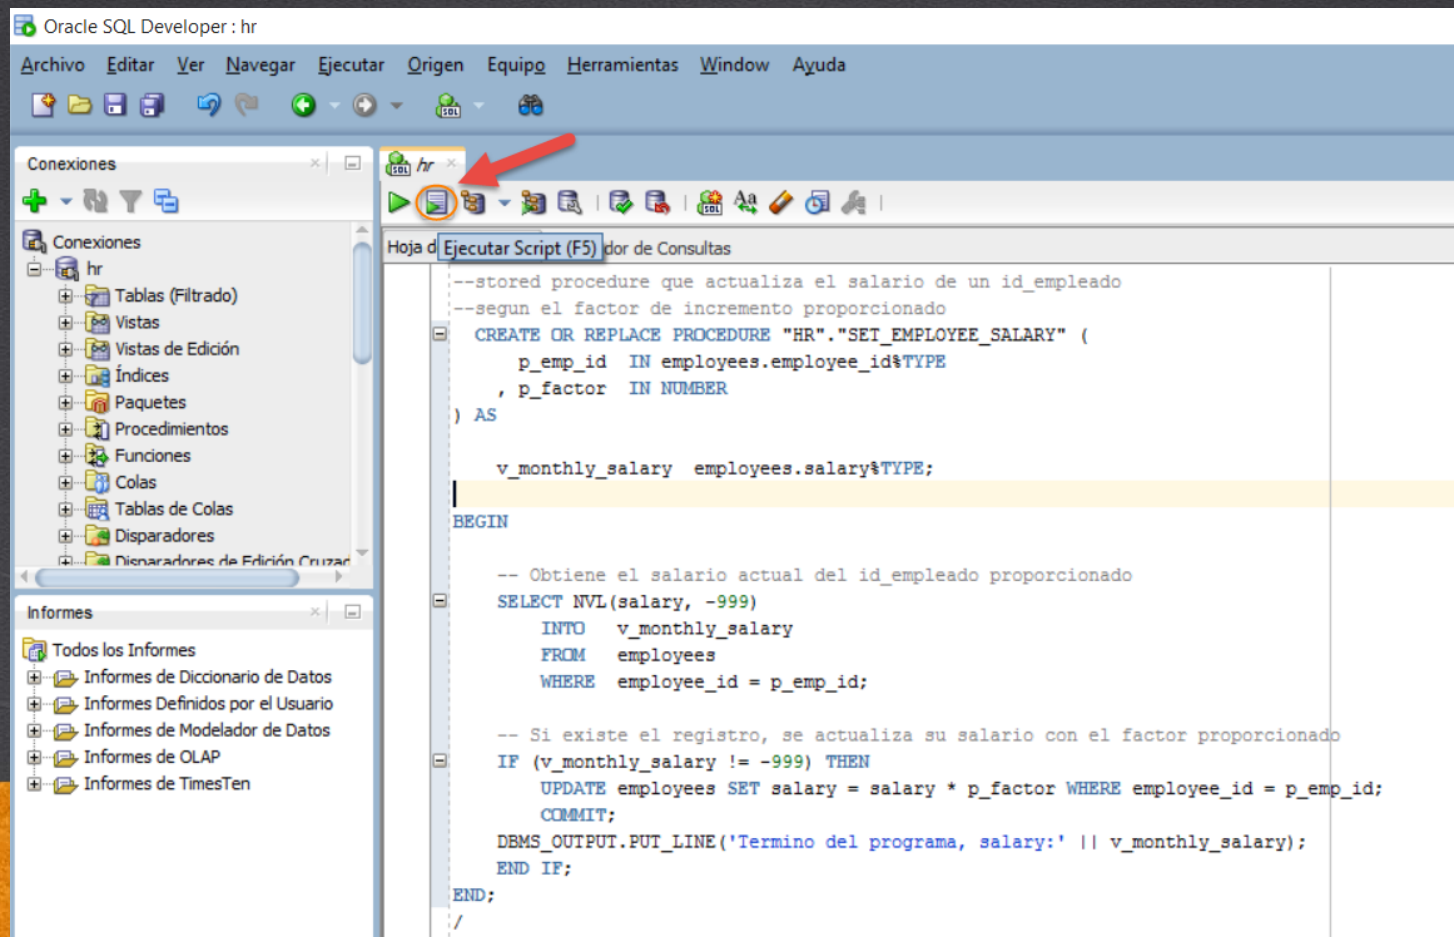 Oracle SQL Developer : hr
Archivo Editar Ver Navegar Ejecutar Origen Equipo Herramientas Window Ayuda
SQL
Conexiones
Conexiones
hr
Tablas (Filtrado)
Vistas
Vistas de Edición
Índices
Paquetes
Procedimientos
Funciones
Colas
Tablas de Colas
Disparadores
Disparadores de Edición Cruzad
Informes
Todos los Informes
Informes de Diccionario de Datos
Informes Definidos por el Usuario
Informes de Modelador de Datos
Informes de OLAP
Informes de TimesTen
SQL hr
SQL Aa
Hoja d Ejecutar Script (F5) dor de Consultas
--stored procedure que actualiza el salario de un id_empleado
--segun el factor de incremento proporcionado
CREATE OR REPLACE PROCEDURE "HR"."SET_EMPLOYEE_SALARY" (
p_emp_id IN employees.employee_id%TYPE
, p_factor IN NUMBER
) AS
v_monthly_salary employees.salary%TYPE;
BEGIN
-- Obtiene el salario actual del id_empleado proporcionado
SELECT NVL(salary, -999)
INTO v_monthly_salary
FROM employees
WHERE employee_id = p_emp_id;
-- Si existe el registro, se actualiza su salario con el factor proporcionado
IF (v_monthly_salary != -999) THEN
UPDATE employees SET salary = salary * p_factor WHERE employee_id = p_emp_id;
COMMIT;
DBMS_OUTPUT.PUT_LINE('Termino del programa, salary:' || v_monthly_salary);
END IF;
END;
/